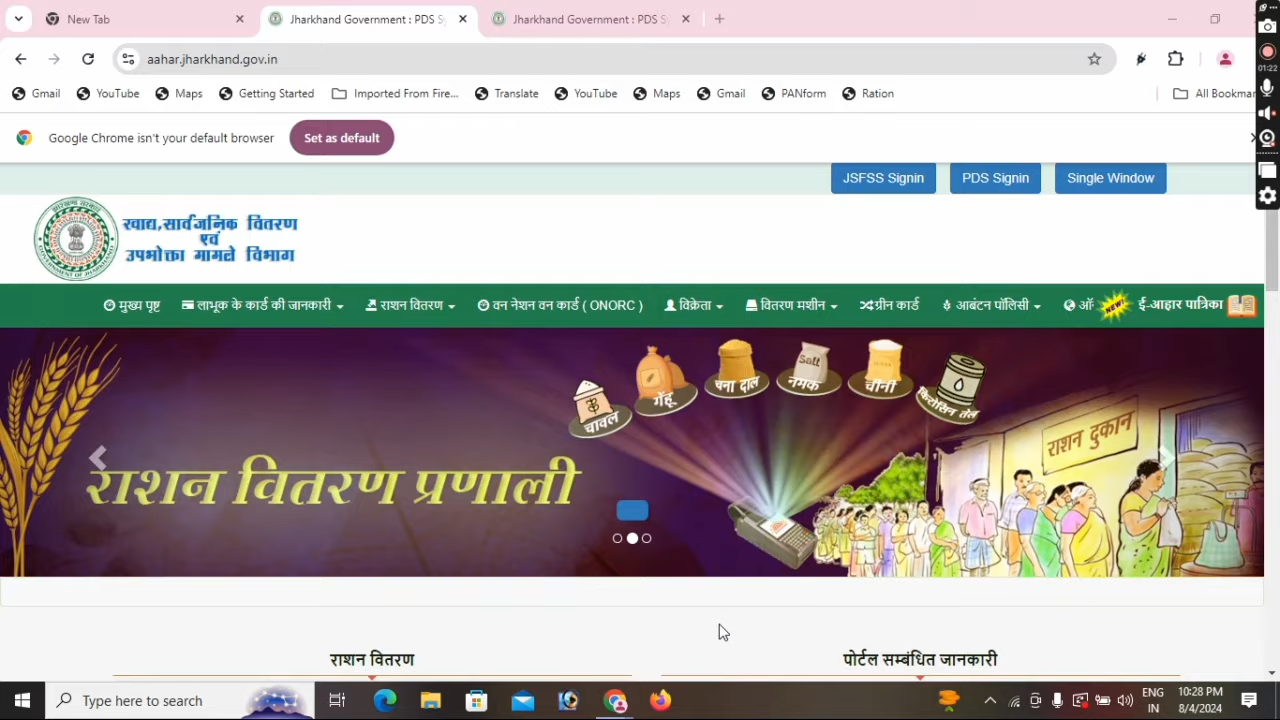 New Tab
Jharkhand Government : PDS S
Jharkhand Government : PDS S
aahar.jharkhand.gov.in
Gmail YouTube Maps Getting Started Imported From Fire... Translate YouTube Maps Gmail PANform Ration All Bookmar
Google Chrome isn't your default browser Set as default
01:22
JSFSS Signin PDS Signin Single Window
खाद्य,सार्वजनिक वितरण
एवं
उपभोक्ता मामले विभाग
मुख्य पृष्ट लाभूक के कार्ड की जानकारी राशन वितरण वन नेशन वन कार्ड ( ONORC ) विक्रेता वितरण मशीन ग्रीन कार्ड आबंटन पॉलिसी ऑ NEW ई-आहार पात्रिका
चावल गेंहू चना दाल Salt नमक चीनी किरोसिन तेल
राशन दुकान
राशन वितरण प्रणाली
राशन वितरण पोर्टल सम्बंधित जानकारी
Type here to search
ENG
IN
10:28 PM
8/4/2024